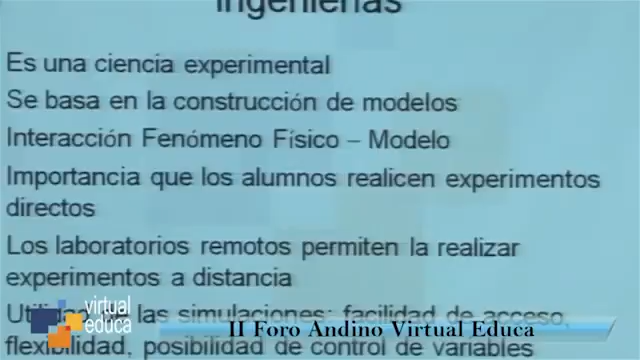 Ingenierías
Es una ciencia experimental
Se basa en la construcción de modelos
Interacción Fenómeno Físico – Modelo
Importancia que los alumnos realicen experimentos
directos
Los laboratorios remotos permiten la realizar
experimentos a distancia
las simulaciones: facilidad de acceso,
flexibilidad, posibilidad de control de variables
virtual
educa
II Foro Andino Virtual Educa